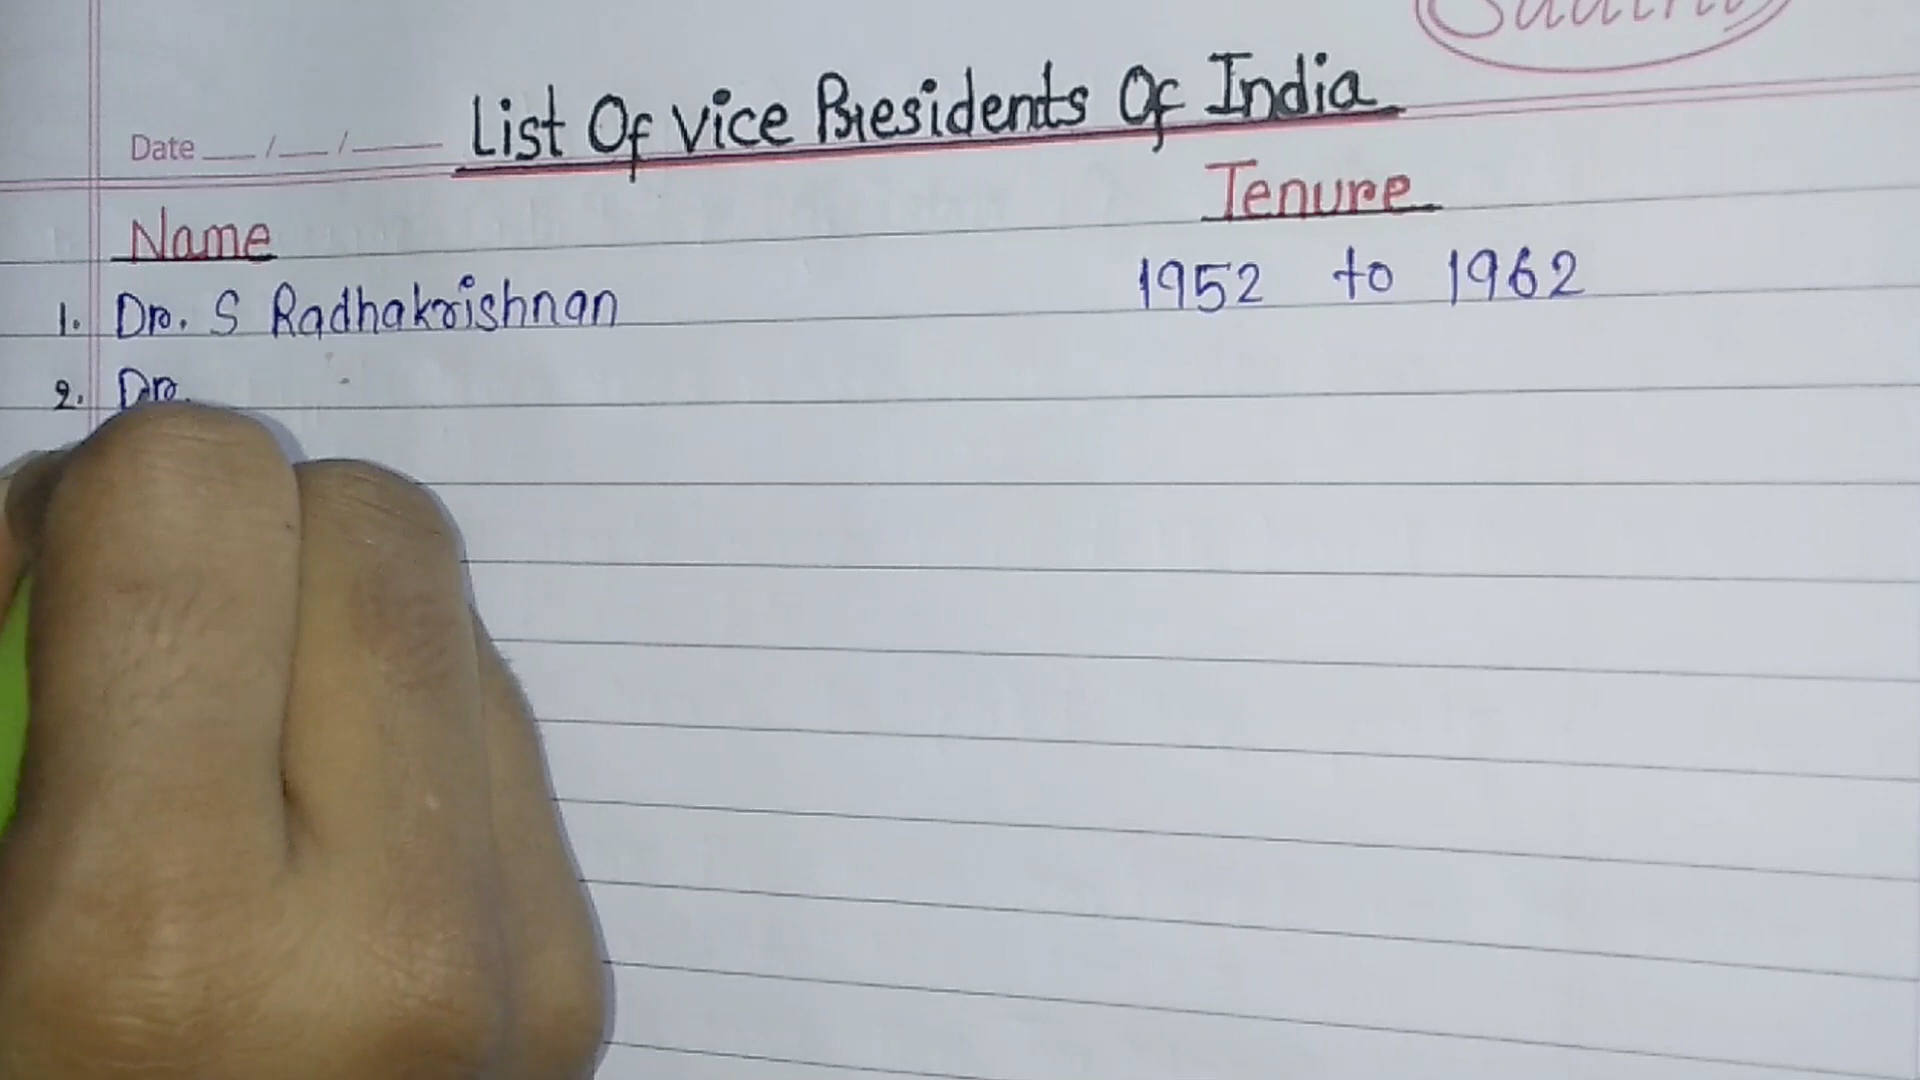 Saathi
Date __/__/____ List Of Vice Presidents Of India
Name Tenure
1. Dr. S Radhakrishnan 1952 to 1962
2. Dr.